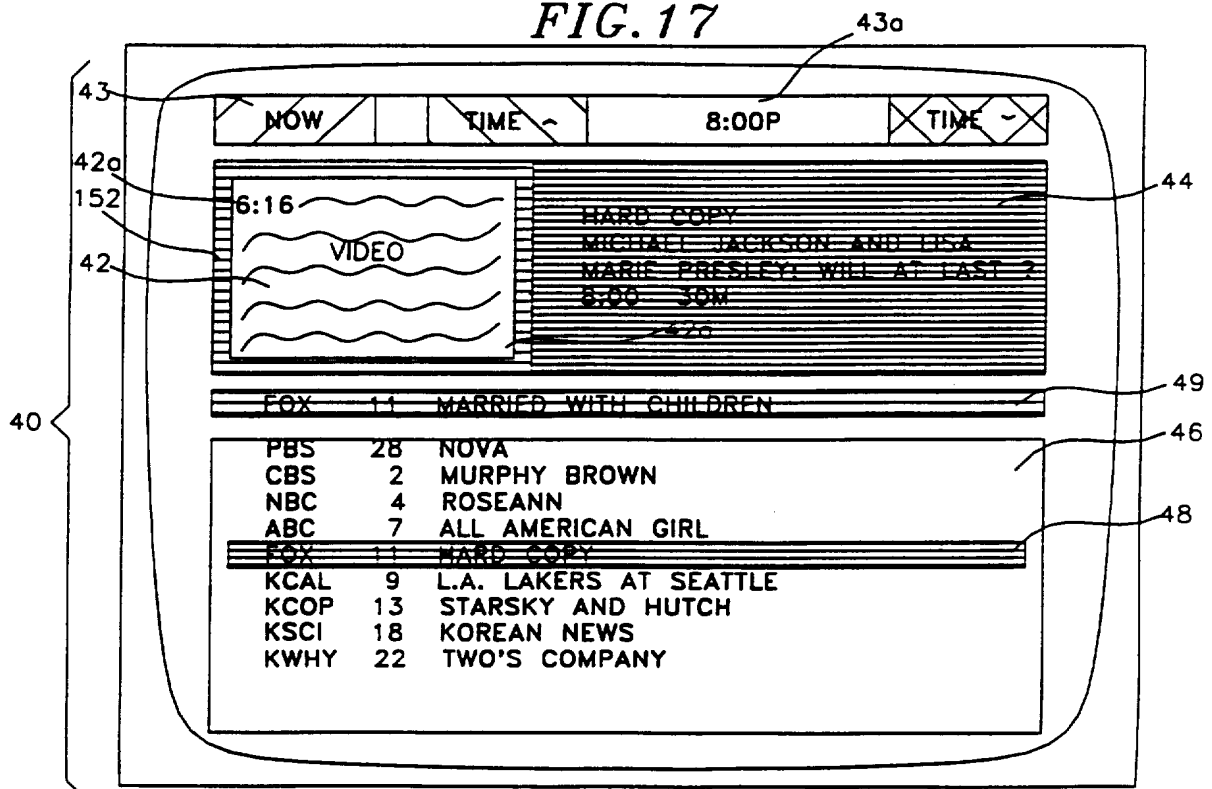 FIG. 17
43a
43
NOW TIME ~ 8:00P TIME ~
42a
152
42
44
6:16
VIDEO
HARD COPY
MICHAEL JACKSON AND LISA
MARIE PRESLEY: WILL AT LAST ?
8:00 30M
42a
49
FOX 11 MARRIED WITH CHILDREN
40
46
PBS 28 NOVA
CBS 2 MURPHY BROWN
NBC 4 ROSEANN
ABC 7 ALL AMERICAN GIRL
48
FOX 11 HARD COPY
KCAL 9 L.A. LAKERS AT SEATTLE
KCOP 13 STARSKY AND HUTCH
KSCI 18 KOREAN NEWS
KWHY 22 TWO'S COMPANY